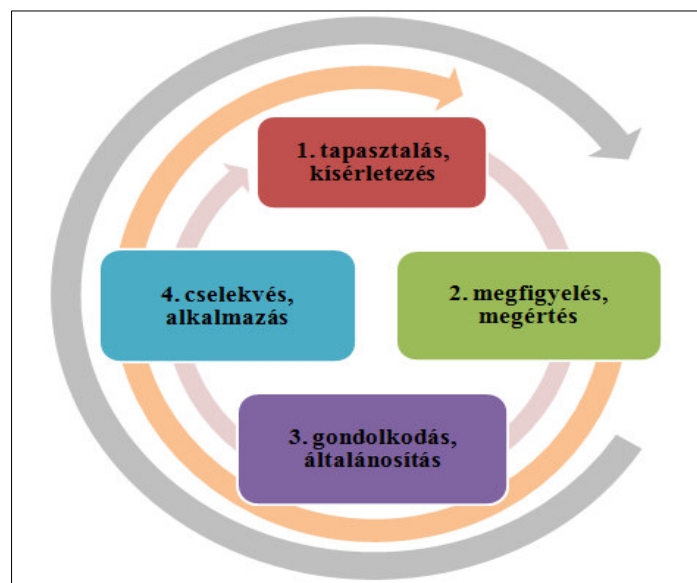 1. tapasztalás,
kísérletezés
2. megfigyelés,
megértés
3. gondolkodás,
általánosítás
4. cselekvés,
alkalmazás